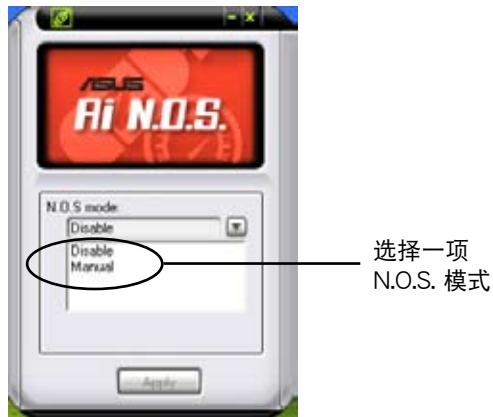 ASUS
Ai N.O.S.
N.O.S mode:
Disable
Disable
Manual
选择一项
N.O.S. 模式
Apply